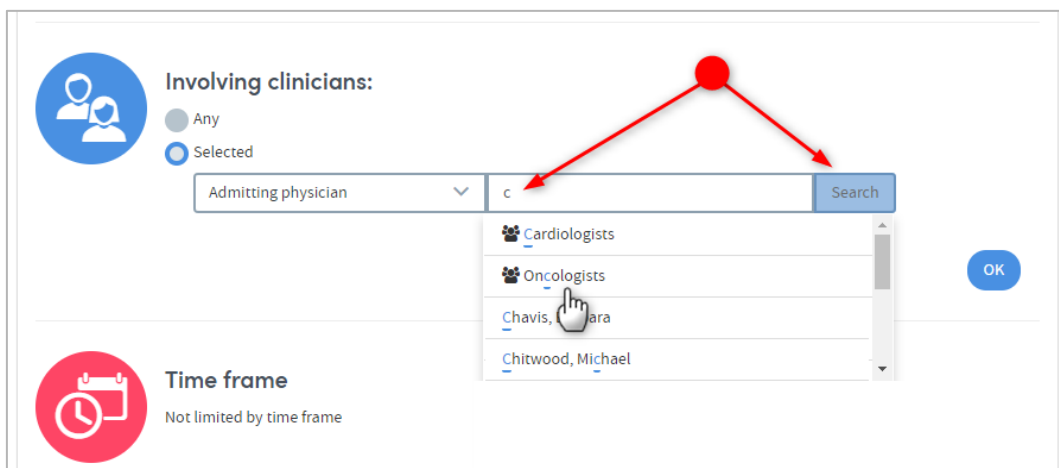 Involving clinicians:
Any
Selected
Admitting physician
c
Search
Cardiologists
Oncologists
Chavis, ara
Chitwood, Michael
OK
Time frame
Not limited by time frame